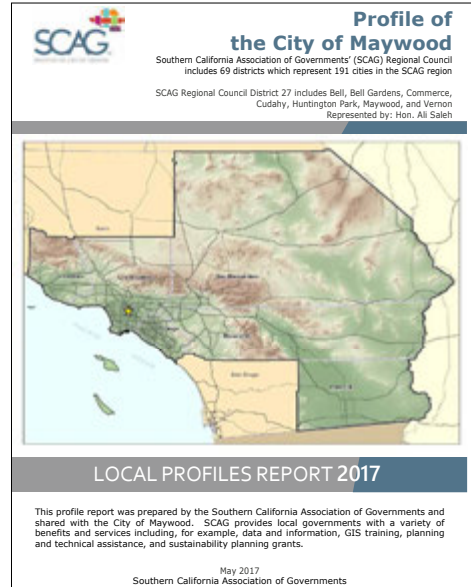 SCAG
Profile of
the City of Maywood
Southern California Association of Governments' (SCAG) Regional Council
includes 69 districts which represent 191 cities in the SCAG region
SCAG Regional Council District 27 includes Bell, Bell Gardens, Commerce,
Cudahy, Huntington Park, Maywood, and Vernon
Represented by: Hon. Ali Saleh
LOCAL PROFILES REPORT 2017
This profile report was prepared by the Southern California Association of Governments and
shared with the City of Maywood. SCAG provides local governments with a variety of
benefits and services including, for example, data and information, GIS training, planning
and technical assistance, and sustainability planning grants.
May 2017
Southern California Association of Governments